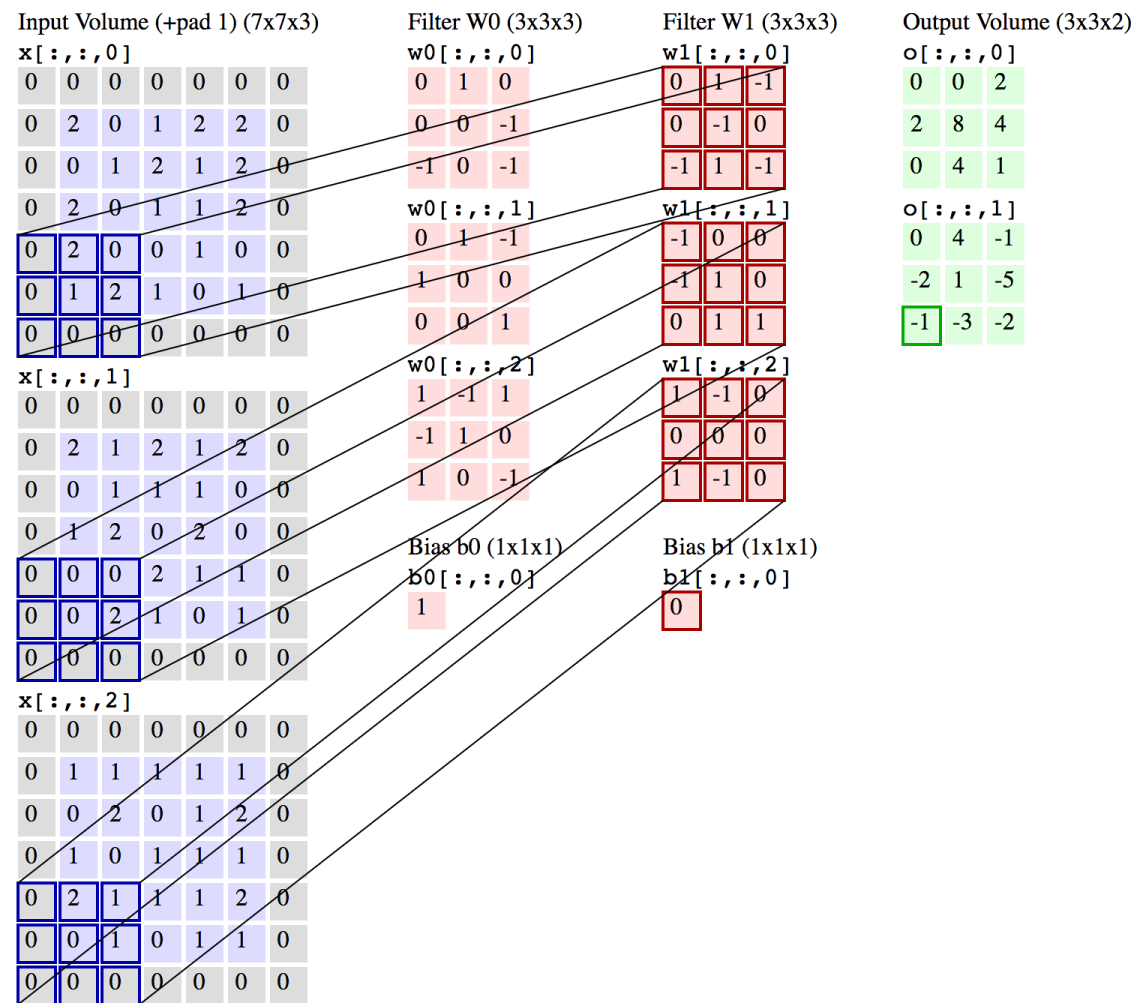 Input Volume (+pad 1) (7x7x3)
x[:,:,0]
0 0 0 0 0 0 0
0 2 0 1 2 2 0
0 0 1 2 1 2 0
0 2 0 1 1 2 0
0 2 0 0 1 0 0
0 1 2 1 0 1 0
0 0 0 0 0 0 0
x[:,:,1]
0 0 0 0 0 0 0
0 2 1 2 1 2 0
0 0 1 1 1 0 0
0 1 2 0 2 0 0
0 0 0 2 1 1 0
0 0 2 1 0 1 0
0 0 0 0 0 0 0
x[:,:,2]
0 0 0 0 0 0 0
0 1 1 1 1 1 0
0 0 2 0 1 2 0
0 1 0 1 1 1 0
0 2 1 1 1 2 0
0 0 1 0 1 1 0
0 0 0 0 0 0 0
Filter W0 (3x3x3)
w0[:,:,0]
0 1 0
0 0 -1
-1 0 -1
w0[:,:,1]
0 1 -1
1 0 0
0 0 1
w0[:,:,2]
1 -1 1
-1 1 0
1 0 -1
Bias b0 (1x1x1)
b0[:,:,0]
1
Filter W1 (3x3x3)
w1[:,:,0]
0 1 -1
0 -1 0
-1 1 -1
w1[:,:,1]
-1 0 0
-1 1 0
0 1 1
w1[:,:,2]
1 -1 0
0 0 0
1 -1 0
Bias b1 (1x1x1)
b1[:,:,0]
0
Output Volume (3x3x2)
o[:,:,0]
0 0 2
2 8 4
0 4 1
o[:,:,1]
0 4 -1
-2 1 -5
-1 -3 -2